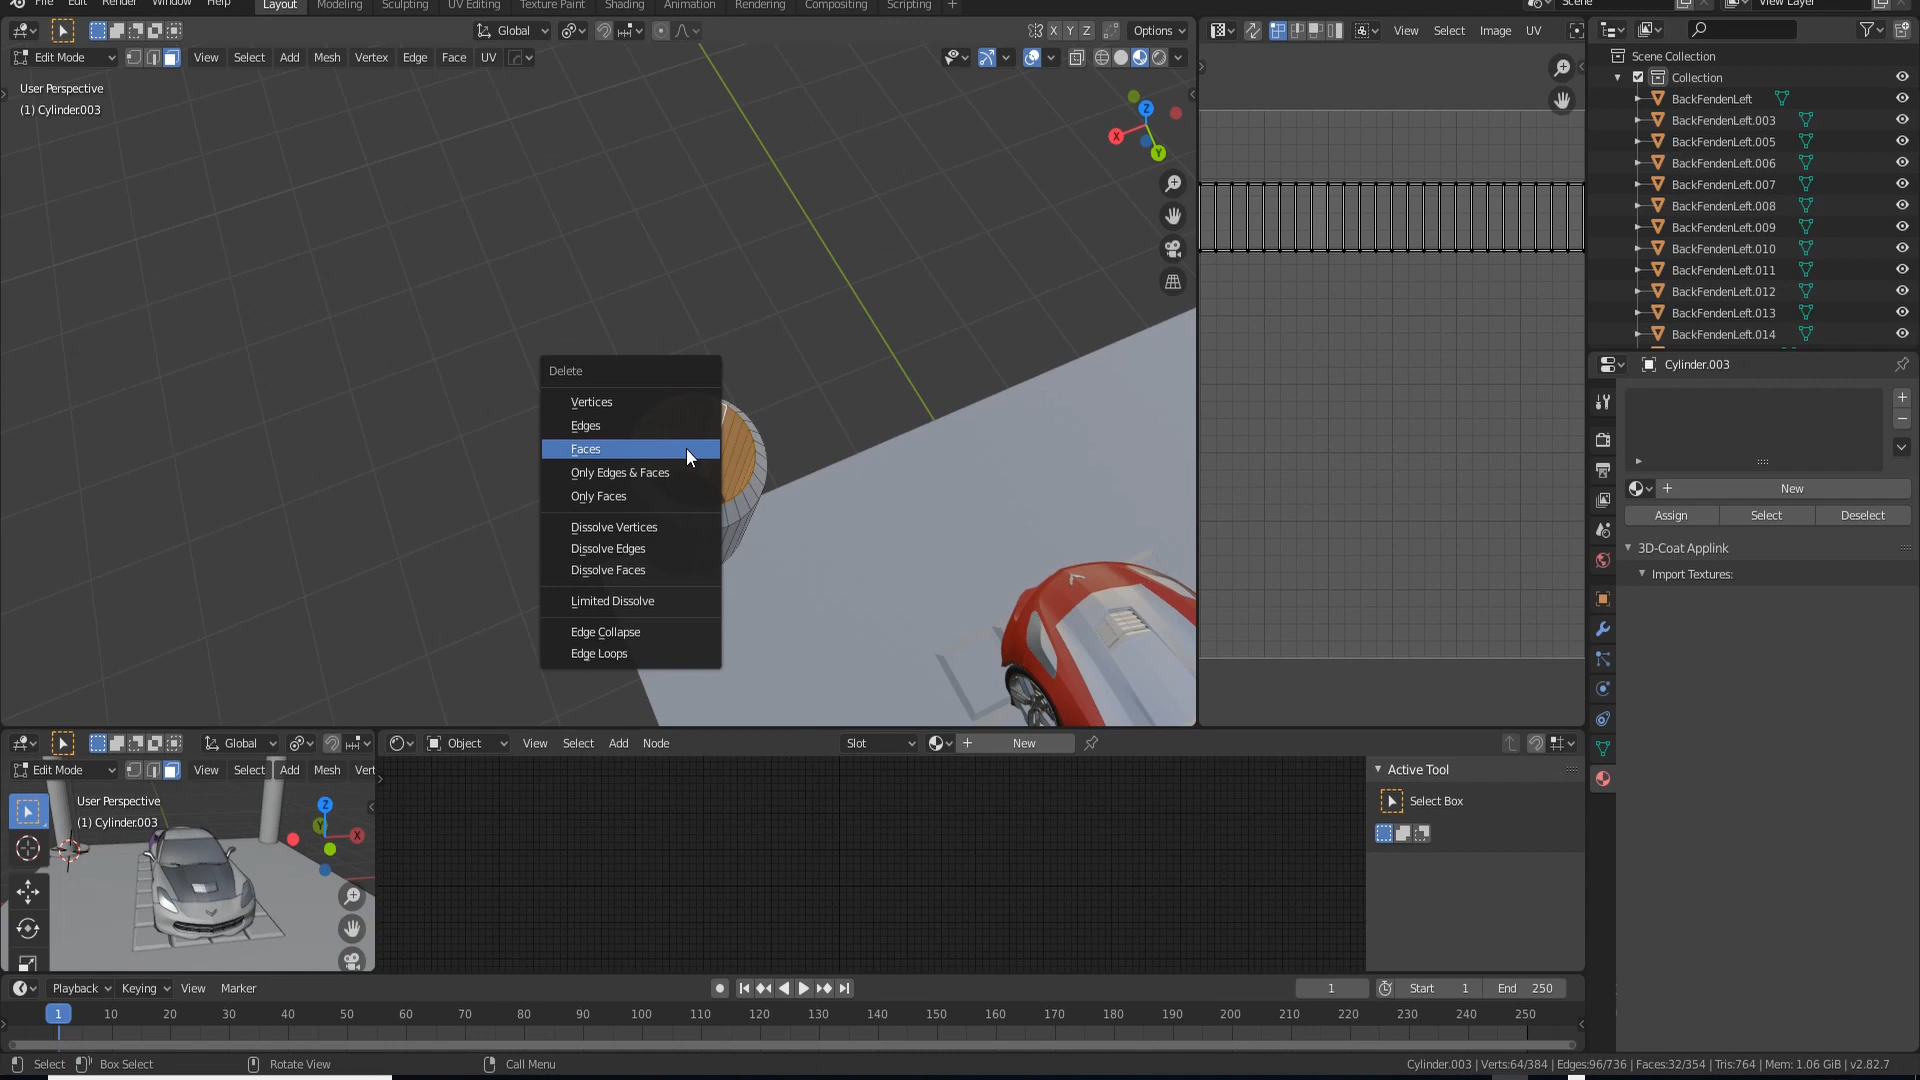 File Edit Render Window Help Layout Modeling Sculpting UV Editing Texture Paint Shading Animation Rendering Compositing Scripting + Scene View Layer
Global X Y Z Options
Edit Mode View Select Add Mesh Vertex Edge Face UV View Select Image UV
User Perspective
(1) Cylinder.003
Z
X
Y
Scene Collection
Collection
BackFendenLeft
BackFendenLeft.003
BackFendenLeft.005
BackFendenLeft.006
BackFendenLeft.007
BackFendenLeft.008
BackFendenLeft.009
BackFendenLeft.010
BackFendenLeft.011
BackFendenLeft.012
BackFendenLeft.013
BackFendenLeft.014
Cylinder.003
+ New
Assign Select Deselect
3D-Coat Applink
Import Textures:
Delete
Vertices
Edges
Faces
Only Edges & Faces
Only Faces
Dissolve Vertices
Dissolve Edges
Dissolve Faces
Limited Dissolve
Edge Collapse
Edge Loops
Global Object View Select Add Node Slot + New
Edit Mode View Select Add Mesh Vert
User Perspective
(1) Cylinder.003
Z
Y
X
Active Tool
Select Box
Playback Keying View Marker 1 Start 1 End 250
1 10 20 30 40 50 60 70 80 90 100 110 120 130 140 150 160 170 180 190 200 210 220 230 240 250
Select Box Select Rotate View Call Menu Cylinder.003 | Verts:64/384 | Edges:96/736 | Faces:32/354 | Tris:764 | Mem: 1.06 GiB | v2.82.7